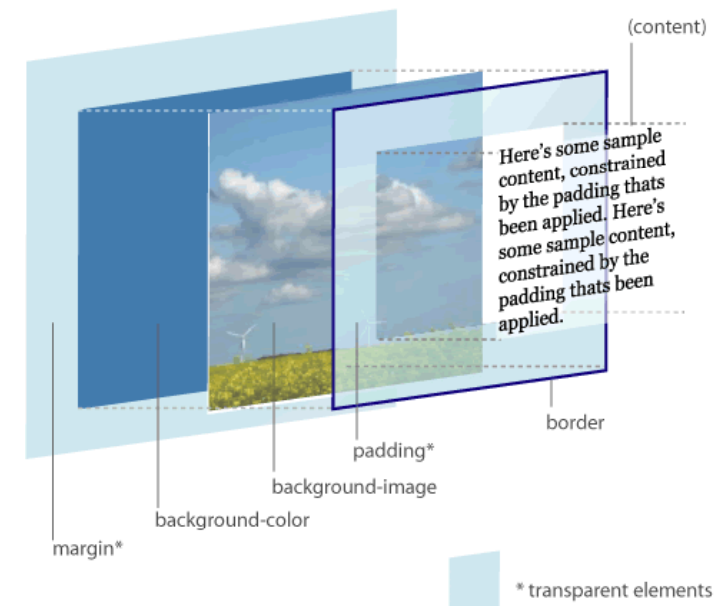 (content)
Here's some sample
content, constrained
by the padding thats
been applied. Here's
some sample content,
constrained by the
padding thats been
applied.
border
padding*
background-image
background-color
margin*
* transparent elements